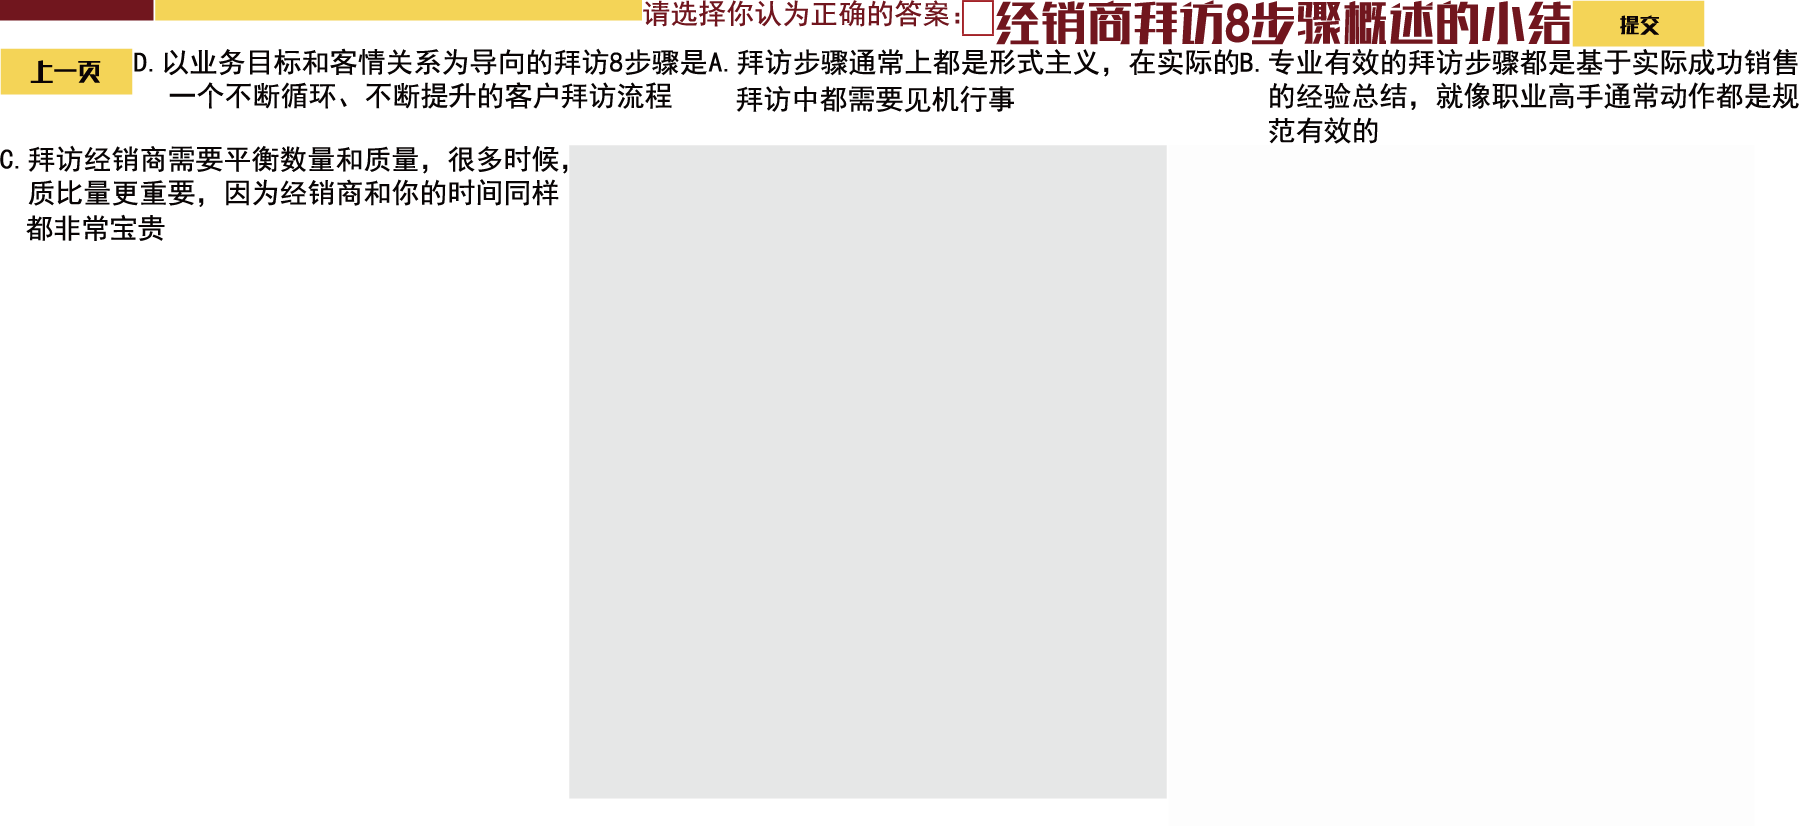 请选择你认为正确的答案：
经销商拜访8步骤概述的小结
提交
上一页
D. 以业务目标和客情关系为导向的拜访8步骤是
一个不断循环、不断提升的客户拜访流程
A. 拜访步骤通常上都是形式主义，在实际的
拜访中都需要见机行事
B. 专业有效的拜访步骤都是基于实际成功销售
的经验总结，就像职业高手通常动作都是规
范有效的
C. 拜访经销商需要平衡数量和质量，很多时候，
质比量更重要，因为经销商和你的时间同样
都非常宝贵